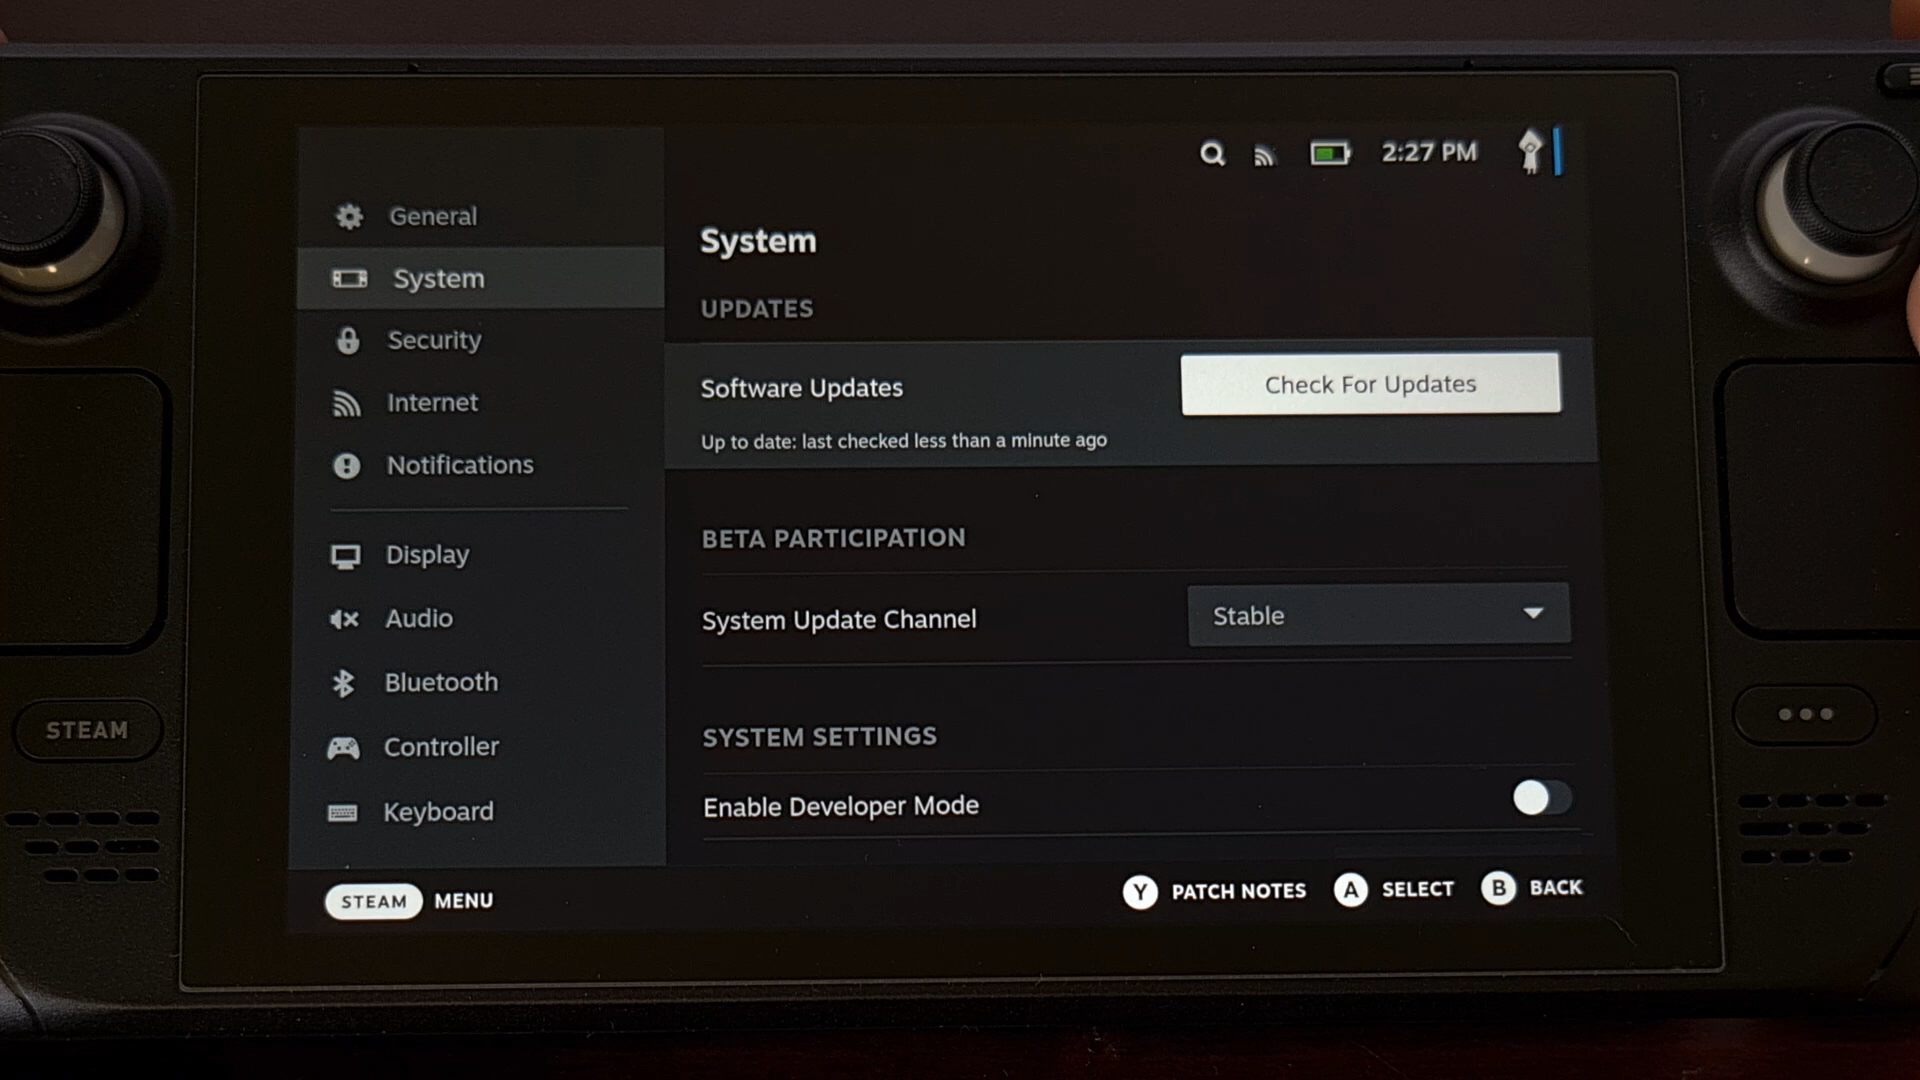 2:27 PM
General
System
Security
Internet
Notifications
Display
Audio
Bluetooth
Controller
Keyboard
System
UPDATES
Software Updates
Check For Updates
Up to date: last checked less than a minute ago
BETA PARTICIPATION
System Update Channel
Stable
SYSTEM SETTINGS
Enable Developer Mode
STEAM MENU
Y PATCH NOTES A SELECT B BACK
STEAM